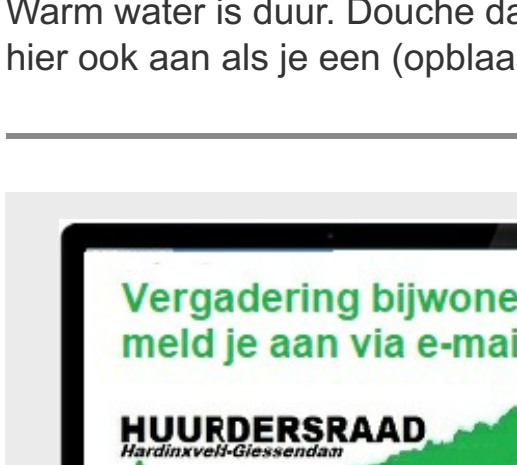 Warm water is duur. Douche da
hier ook aan als je een (opblaas
Vergadering bijwone
meld je aan via e-mai
HUURDERSRAAD
Hardinxveld-Giessendam